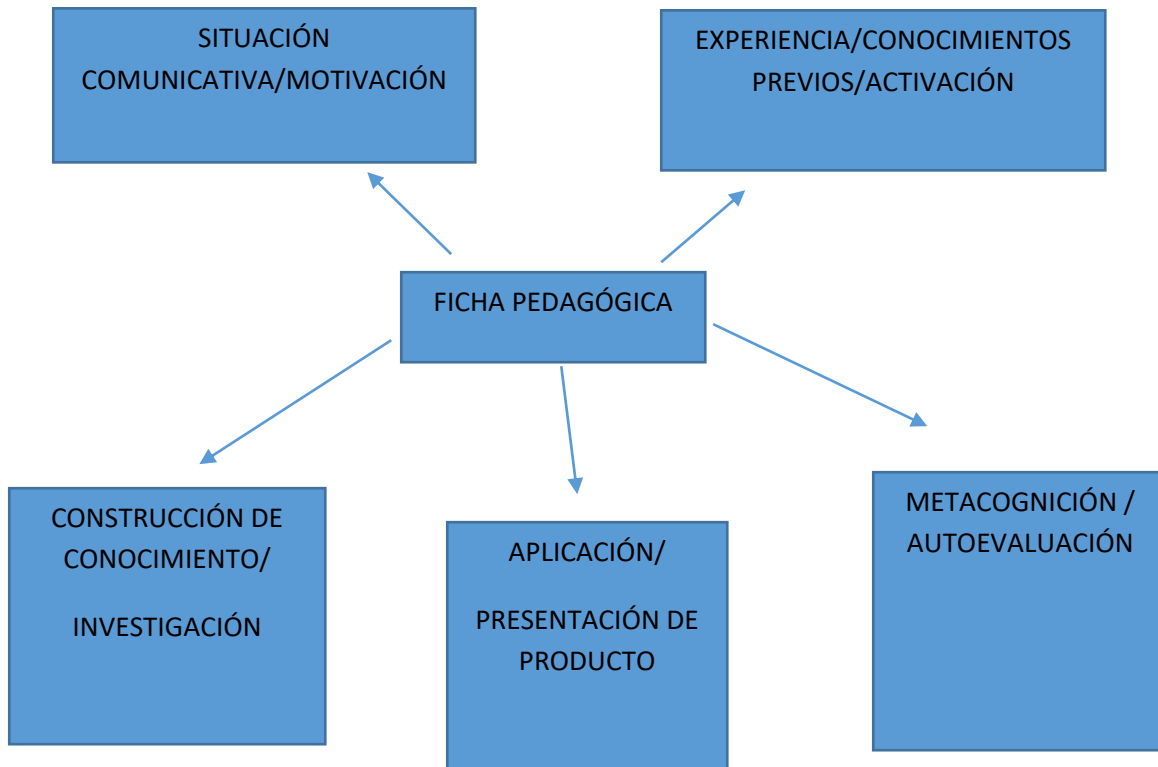 SITUACIÓN
COMUNICATIVA/MOTIVACIÓN
EXPERIENCIA/CONOCIMIENTOS
PREVIOS/ACTIVACIÓN
FICHA PEDAGÓGICA
CONSTRUCCIÓN DE
CONOCIMIENTO/
INVESTIGACIÓN
APLICACIÓN/
PRESENTACIÓN DE
PRODUCTO
METACOGNICIÓN /
AUTOEVALUACIÓN